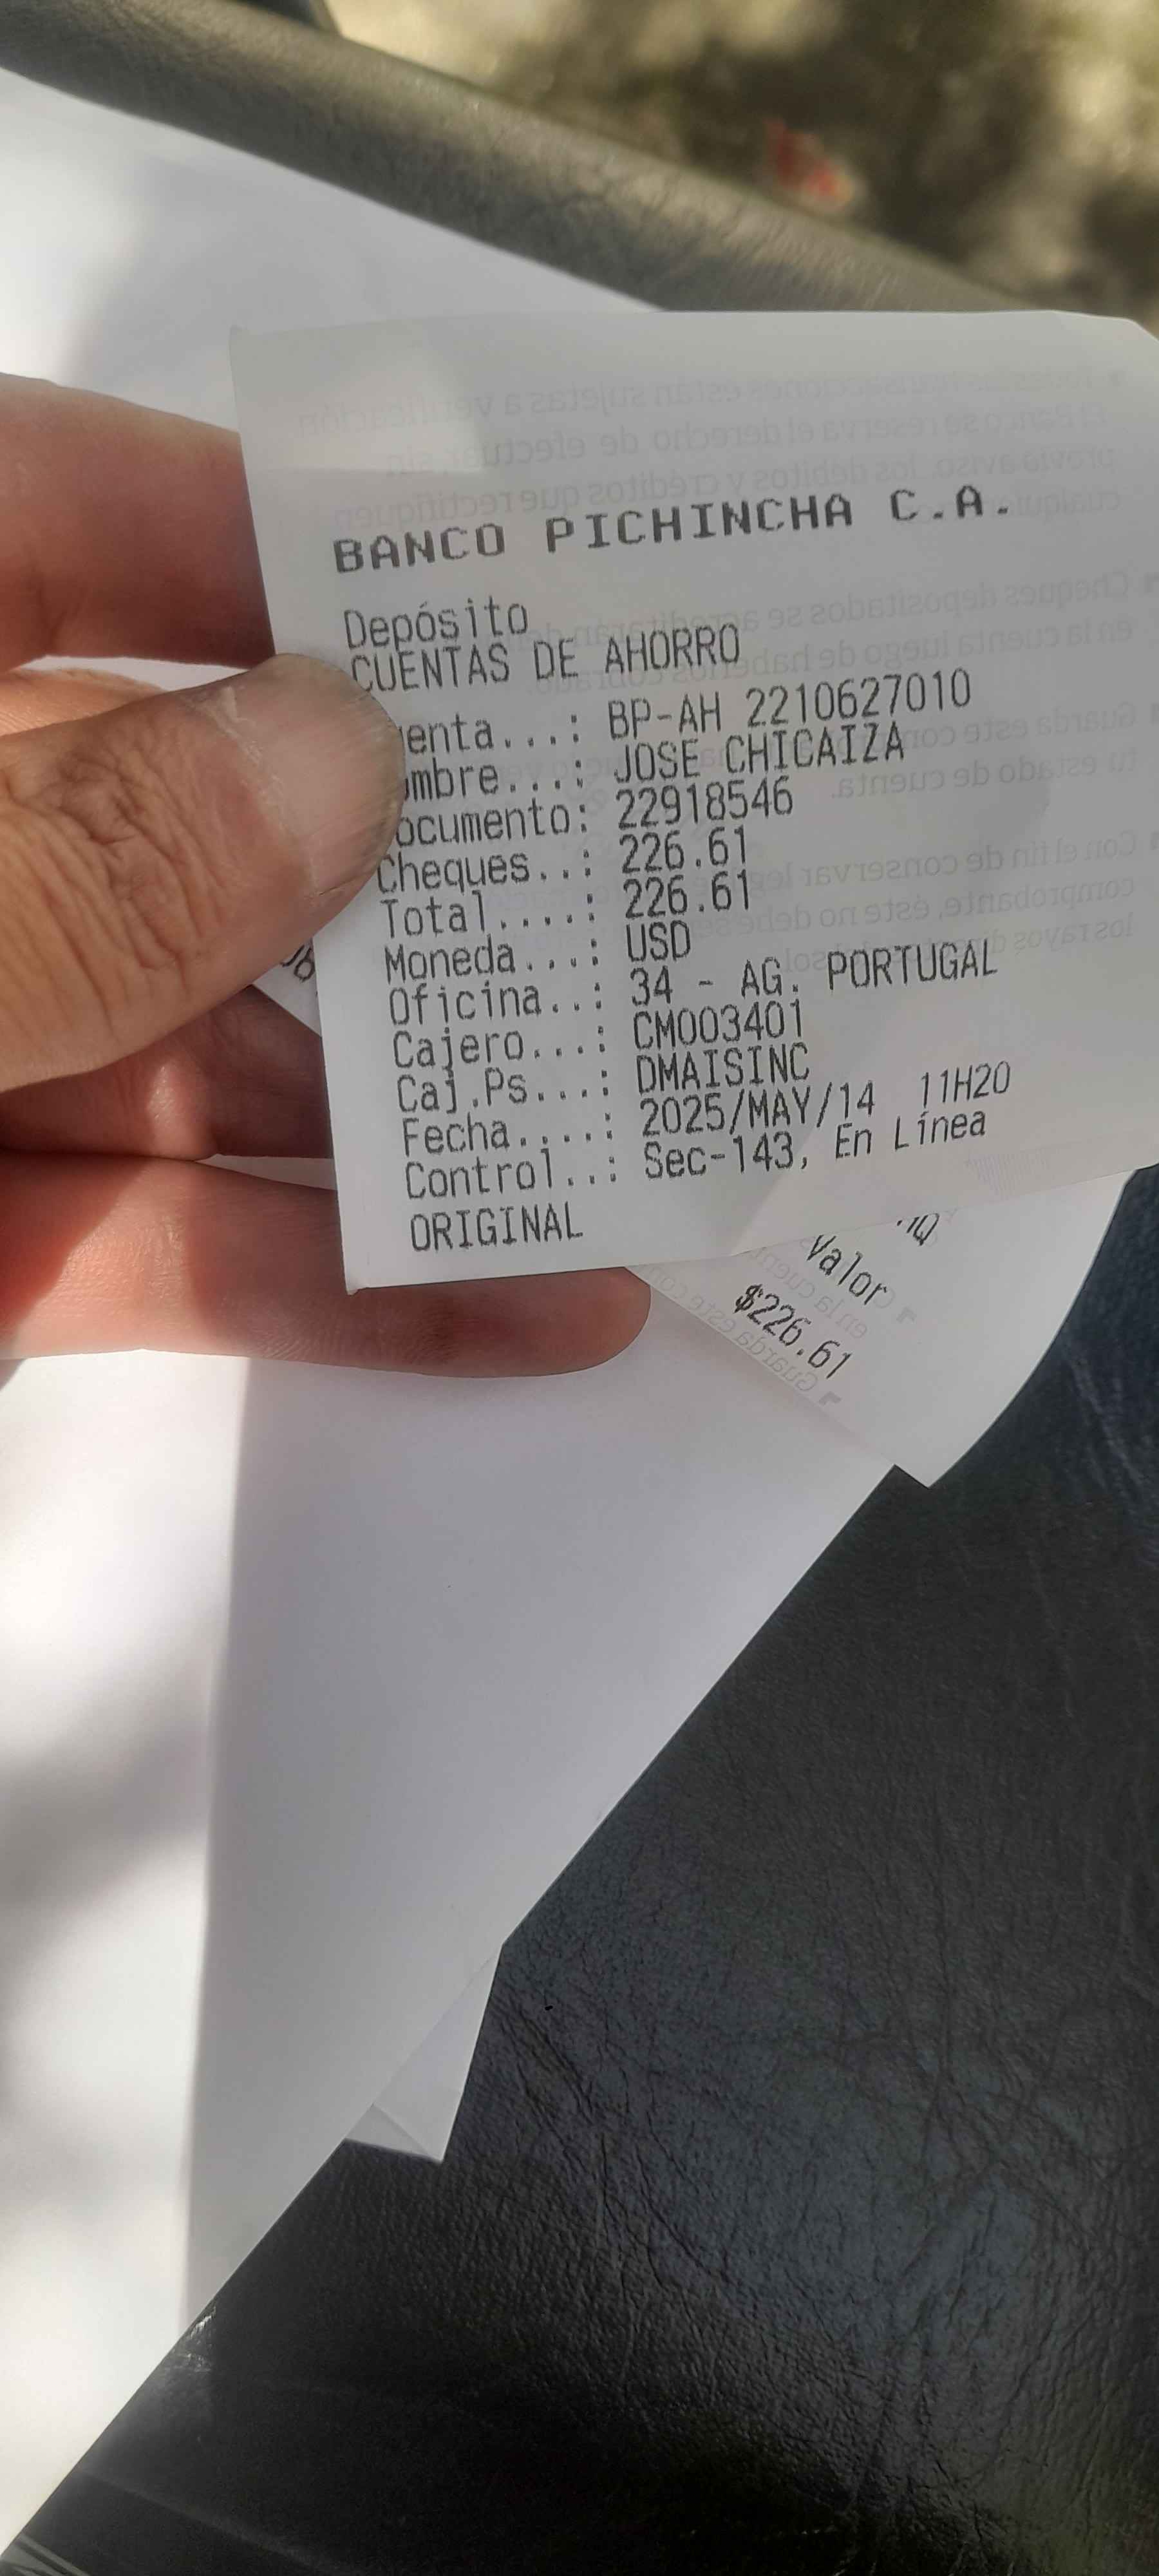 BANCO PICHINCHA C.A.
Depósito
CUENTAS DE AHORRO
uenta...: BP-AH 2210627010
ombre...: JOSE CHICAIZA
ocumento: 22918546
Cheques..: 226.61
Total....: 226.61
Moneda...: USD
Oficina..: 34 - AG. PORTUGAL
Cajero...: CM003401
Caj.Ps...: DMAISINC
Fecha....: 2025/MAY/14 11H20
Control..: Sec-143, En Línea
ORIGINAL
Valor
$226.61